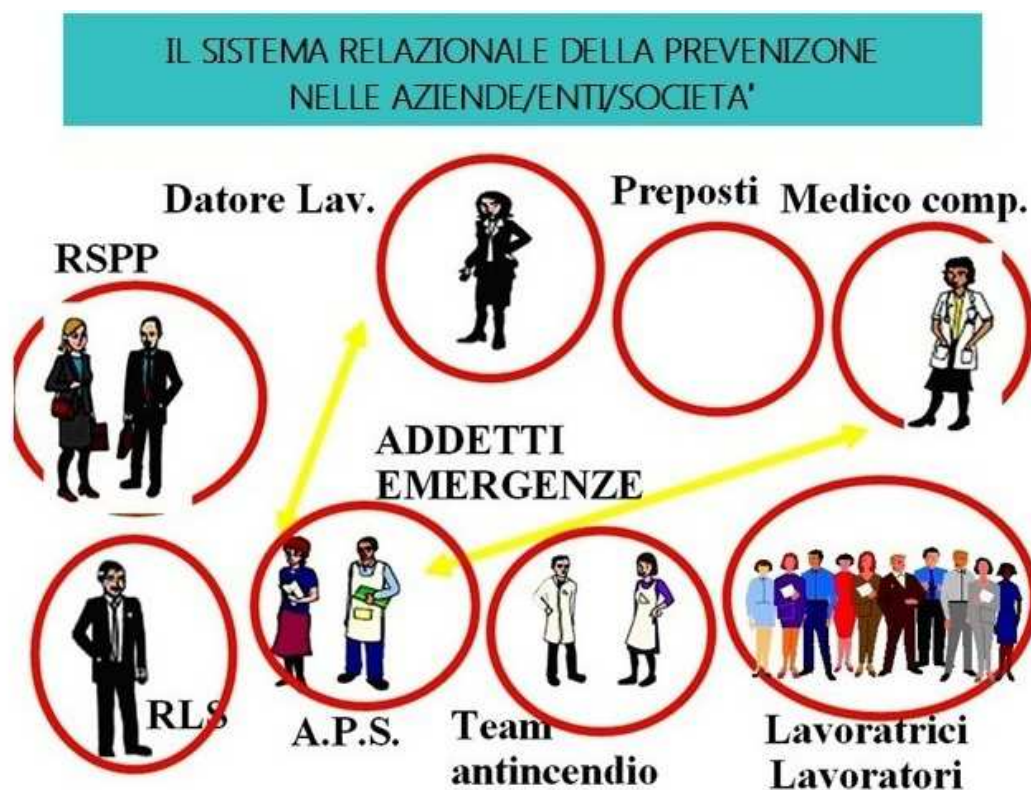 IL SISTEMA RELAZIONALE DELLA PREVENIZONE
NELLE AZIENDE/ENTI/SOCIETA'
Datore Lav.
Preposti
Medico comp.
RSPP
ADDETTI
EMERGENZE
RLS
A.P.S.
Team
antincendio
Lavoratrici
Lavoratori